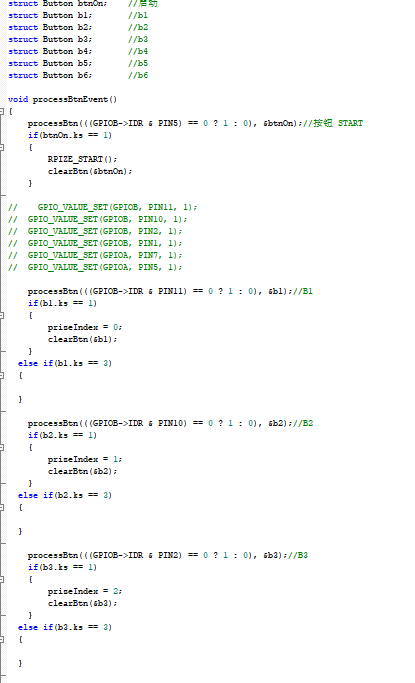 struct Button btnOn;    //启动
struct Button b1;       //b1
struct Button b2;       //b2
struct Button b3;       //b3
struct Button b4;       //b4
struct Button b5;       //b5
struct Button b6;       //b6
void processBtnEvent()
{
processBtn(((GPIOB->IDR & PIN5) == 0 ? 1 : 0), &btnOn);//按钮 START
if(btnOn.ks == 1)
{
RPIZE_START();
clearBtn(&btnOn);
}
//    GPIO_VALUE_SET(GPIOB, PIN11, 1);
//  GPIO_VALUE_SET(GPIOB, PIN10, 1);
//  GPIO_VALUE_SET(GPIOB, PIN2, 1);
//  GPIO_VALUE_SET(GPIOB, PIN1, 1);
//  GPIO_VALUE_SET(GPIOA, PIN7, 1);
//  GPIO_VALUE_SET(GPIOA, PIN5, 1);
processBtn(((GPIOB->IDR & PIN11) == 0 ? 1 : 0), &b1);//B1
if(b1.ks == 1)
{
priseIndex = 0;
clearBtn(&b1);
}
else if(b1.ks == 3)
{
}
processBtn(((GPIOB->IDR & PIN10) == 0 ? 1 : 0), &b2);//B2
if(b2.ks == 1)
{
priseIndex = 1;
clearBtn(&b2);
}
else if(b2.ks == 3)
{
}
processBtn(((GPIOB->IDR & PIN2) == 0 ? 1 : 0), &b3);//B3
if(b3.ks == 1)
{
priseIndex = 2;
clearBtn(&b3);
}
else if(b3.ks == 3)
{
}